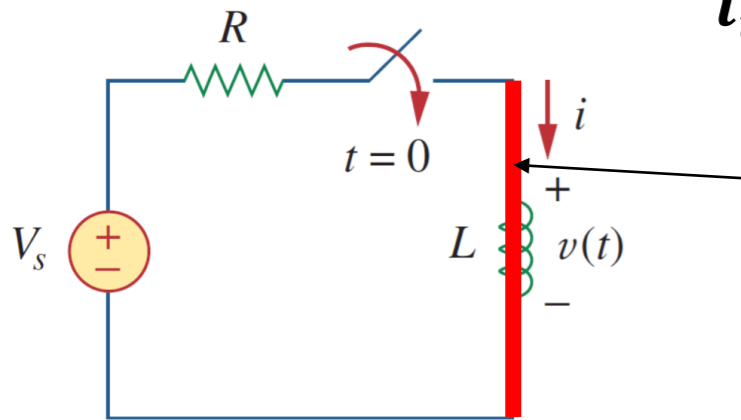 R
i
t = 0
+
+
V_s
L
v(t)
−
−